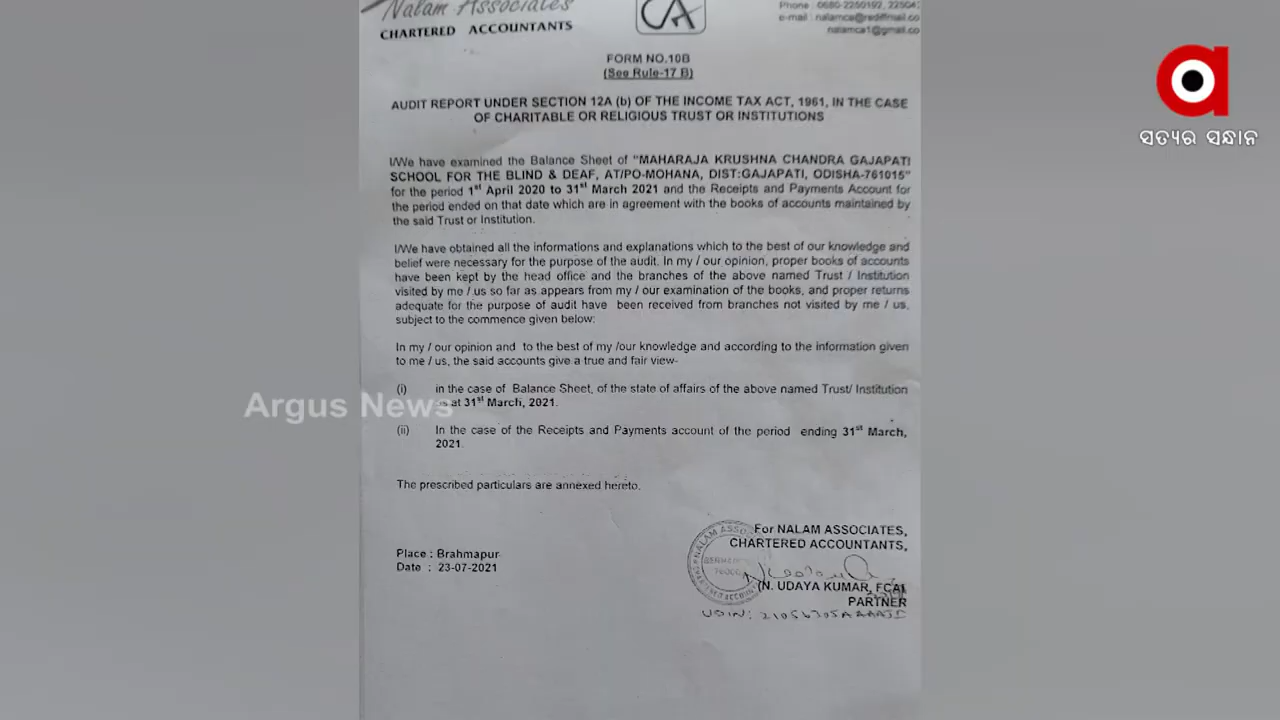 Nalam Associates
CHARTERED ACCOUNTANTS
CA
Phone : 0680-2250192,
e-mail : nalamca@rediffmail.co
nalamca1@gmail.co
FORM NO.10B
(See Rule-17 B)
AUDIT REPORT UNDER SECTION 12A (b) OF THE INCOME TAX ACT, 1961, IN THE CASE
OF CHARITABLE OR RELIGIOUS TRUST OR INSTITUTIONS
I/We have examined the Balance Sheet of "MAHARAJA KRUSHNA CHANDRA GAJAPATI
SCHOOL FOR THE BLIND & DEAF, AT/PO-MOHANA, DIST:GAJAPATI, ODISHA-761015"
for the period 1st April 2020 to 31st March 2021 and the Receipts and Payments Account for
the period ended on that date which are in agreement with the books of accounts maintained by
the said Trust or Institution.
I/We have obtained all the informations and explanations which to the best of our knowledge and
belief were necessary for the purpose of the audit. In my / our opinion, proper books of accounts
have been kept by the head office and the branches of the above named Trust / Institution
visited by me / us so far as appears from my / our examination of the books, and proper returns
adequate for the purpose of audit have been received from branches not visited by me / us,
subject to the commence given below:
In my / our opinion and to the best of my /our knowledge and according to the information given
to me / us, the said accounts give a true and fair view-
(i) in the case of Balance Sheet, of the state of affairs of the above named Trust/ Institution
as at 31st March, 2021.
(ii) In the case of the Receipts and Payments account of the period ending 31st March,
2021.
The prescribed particulars are annexed hereto.
For NALAM ASSOCIATES,
CHARTERED ACCOUNTANTS,
Place : Brahmapur
Date : 23-07-2021
(N. UDAYA KUMAR, FCA)
PARTNER
UDIN:
Argus News
ସତ୍ୟର ସନ୍ଧାନ